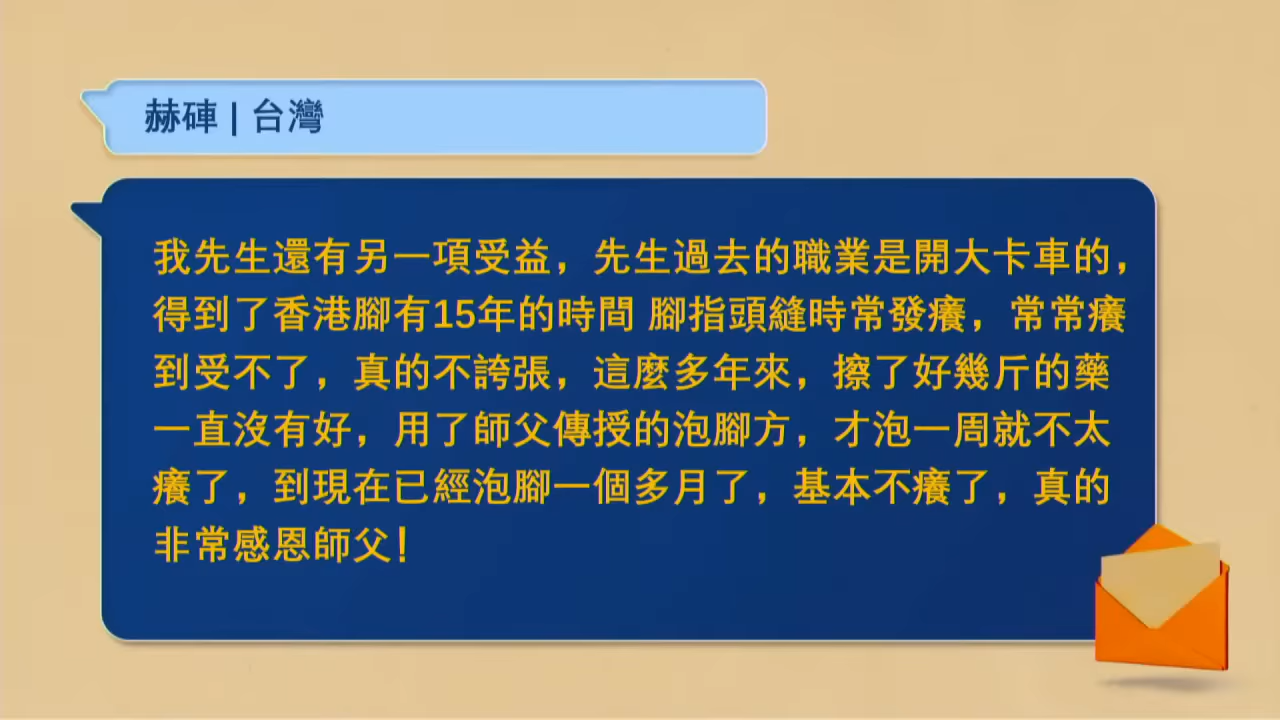 赫硨 | 台灣
我先生還有另一項受益，先生過去的職業是開大卡車的，
得到了香港腳有15年的時間 腳指頭縫時常發癢，常常癢
到受不了，真的不誇張，這麼多年來，擦了好幾斤的藥
一直沒有好，用了師父傳授的泡腳方，才泡一周就不太
癢了，到現在已經泡腳一個多月了，基本不癢了，真的
非常感恩師父！